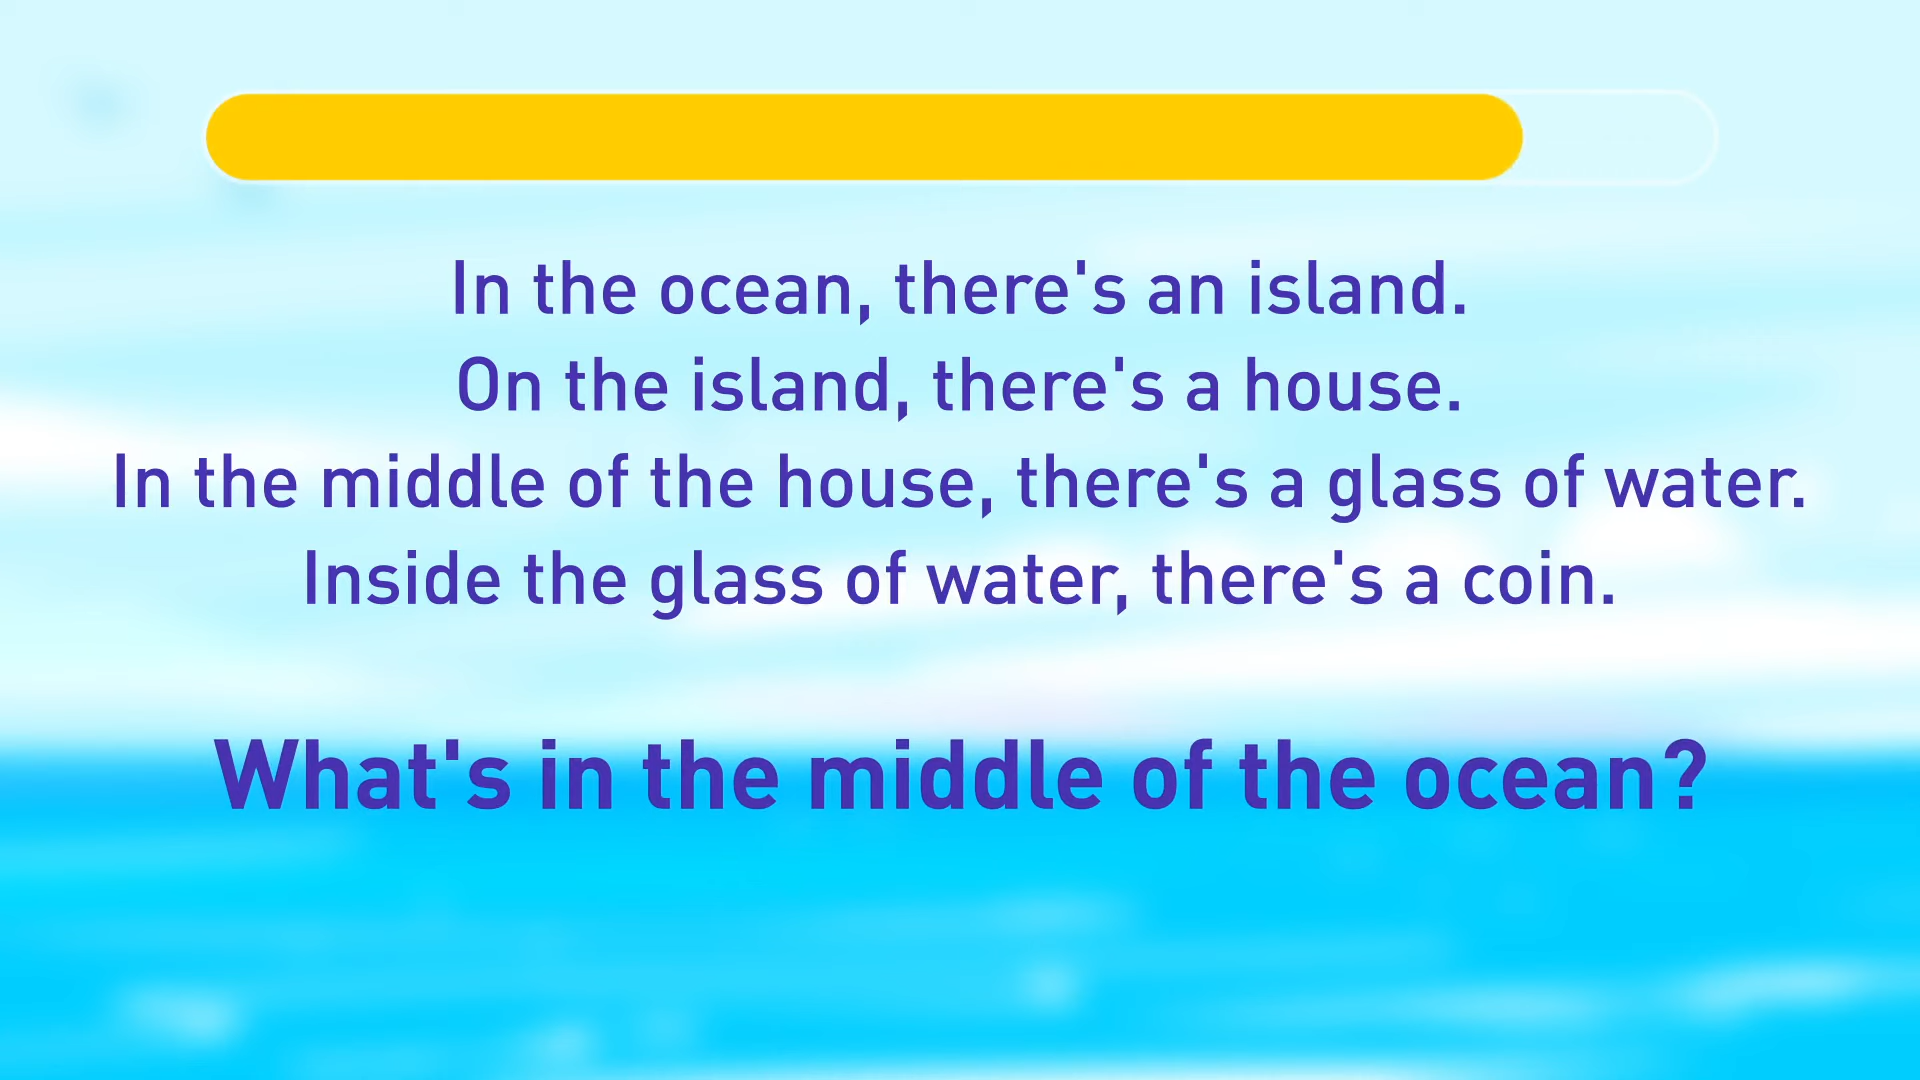 In the ocean, there's an island.
On the island, there's a house.
In the middle of the house, there's a glass of water.
Inside the glass of water, there's a coin.
What's in the middle of the ocean?